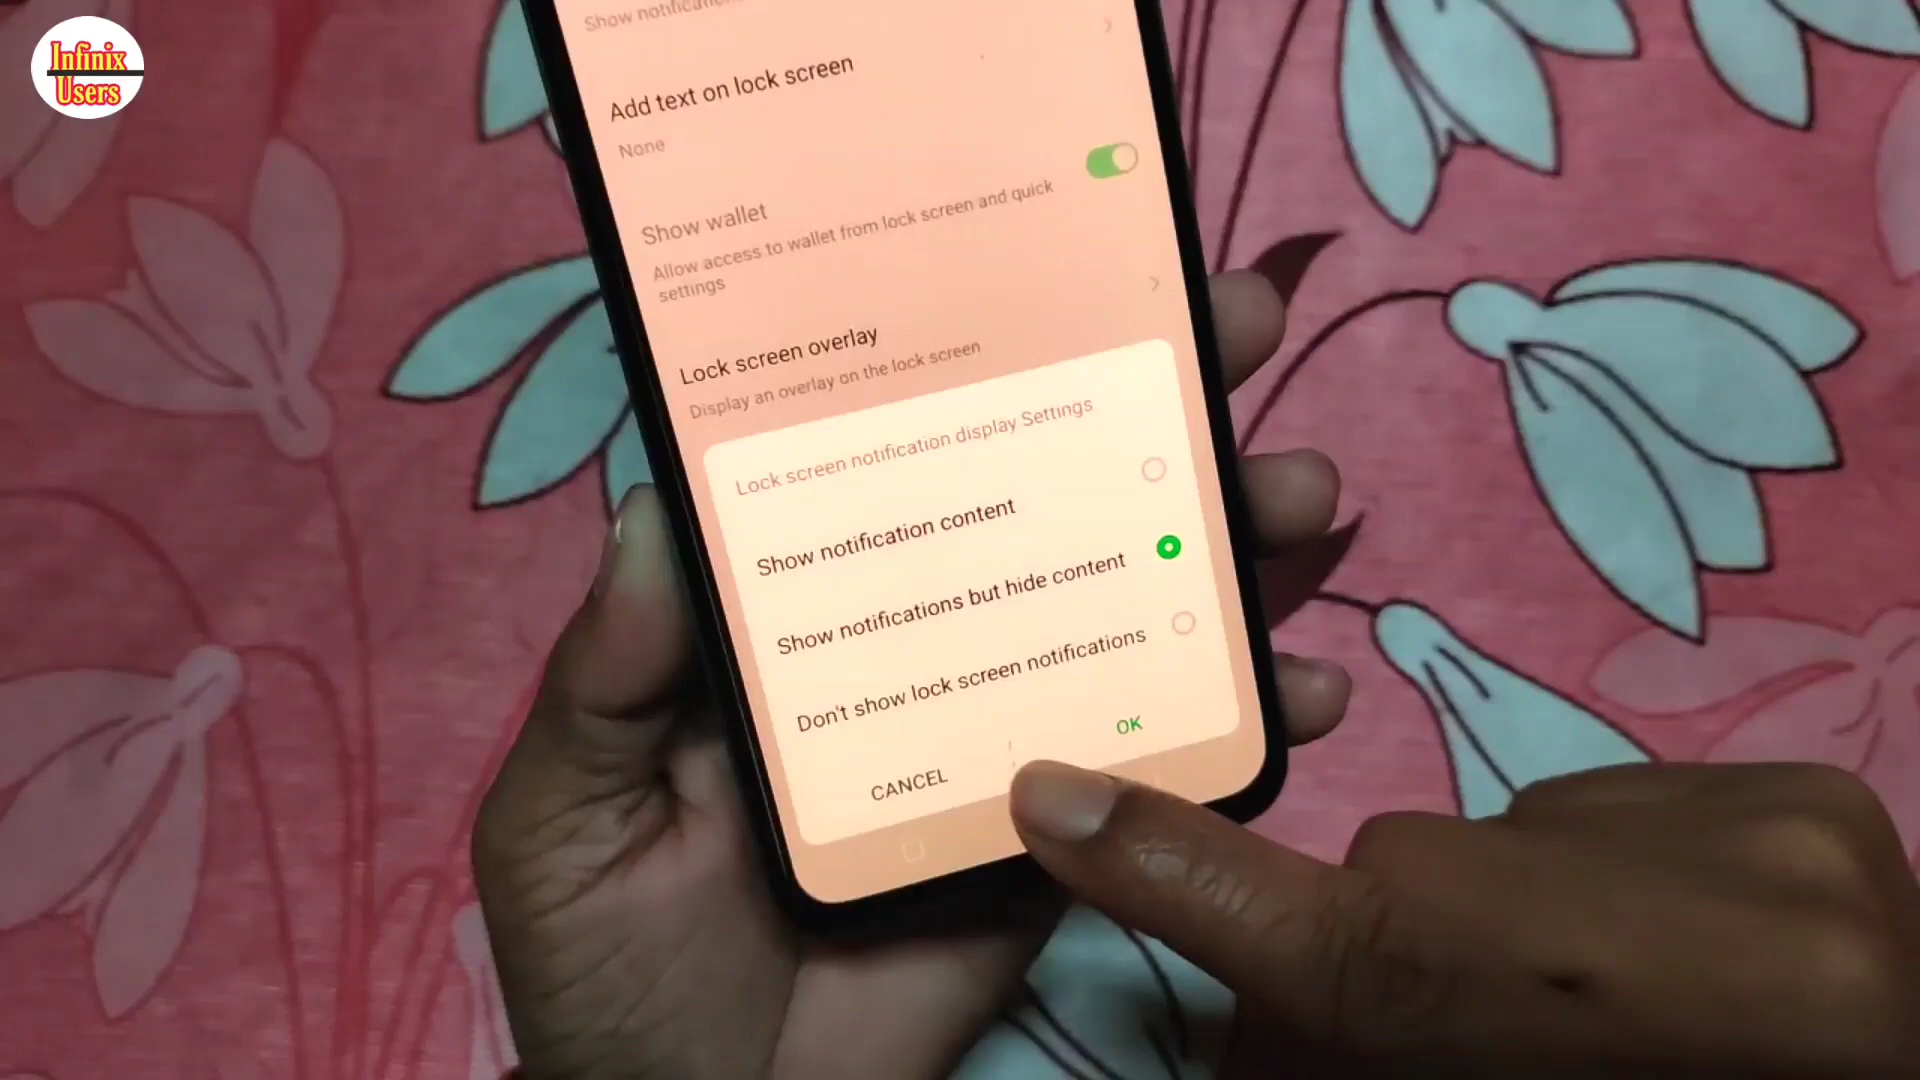 Infinix
Users
Show notifications
Add text on lock screen
None
Show wallet
Allow access to wallet from lock screen and quick
settings
Lock screen overlay
Display an overlay on the lock screen
Lock screen notification display Settings
Show notification content
Show notifications but hide content
Don't show lock screen notifications
CANCEL
OK